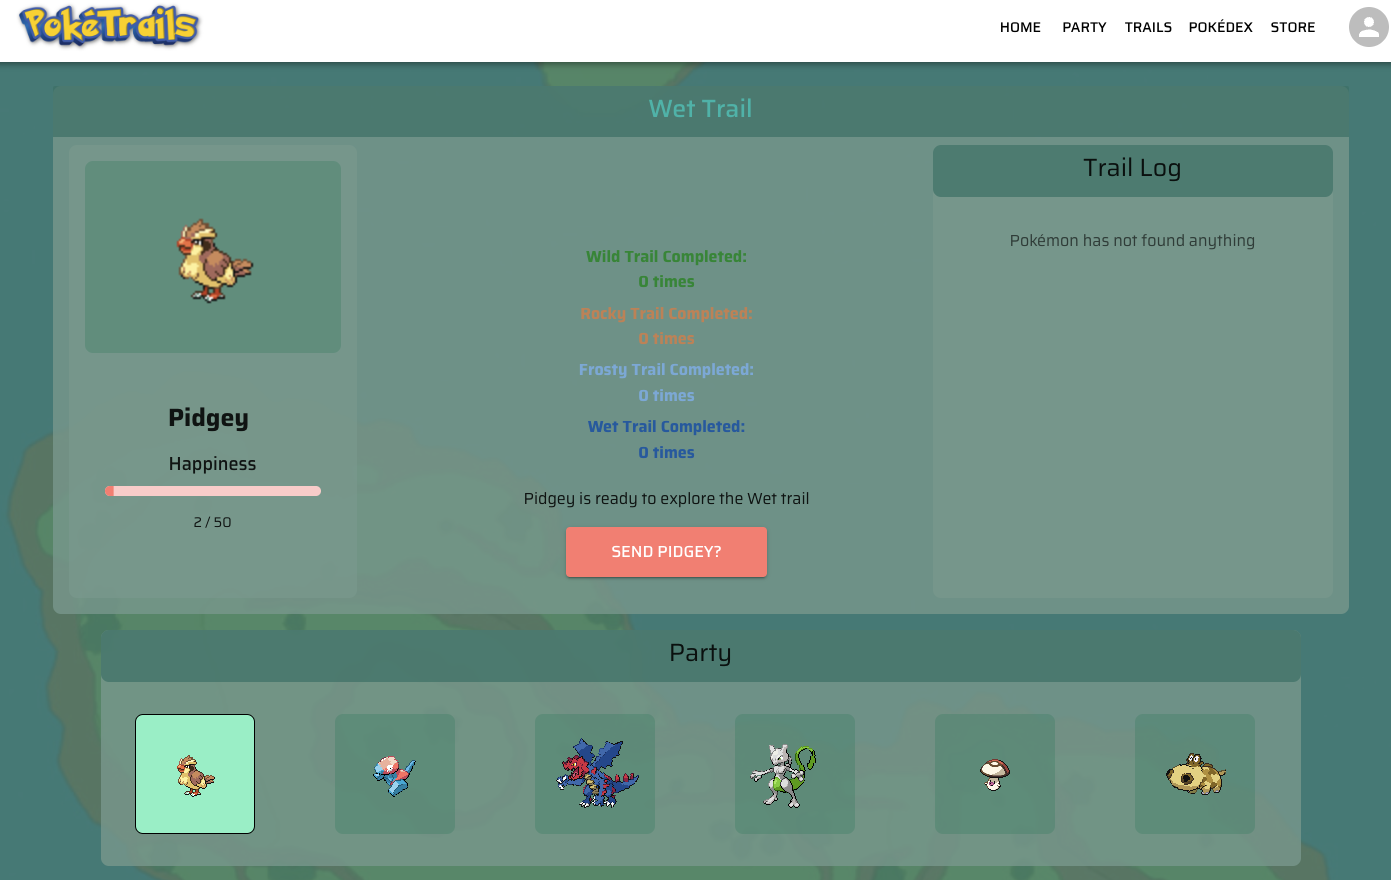 PokéTrails
HOME PARTY TRAILS POKÉDEX STORE
Wet Trail
Pidgey
Happiness
2 / 50
Wild Trail Completed:
0 times
Rocky Trail Completed:
0 times
Frosty Trail Completed:
0 times
Wet Trail Completed:
0 times
Pidgey is ready to explore the Wet trail
SEND PIDGEY?
Trail Log
Pokémon has not found anything
Party